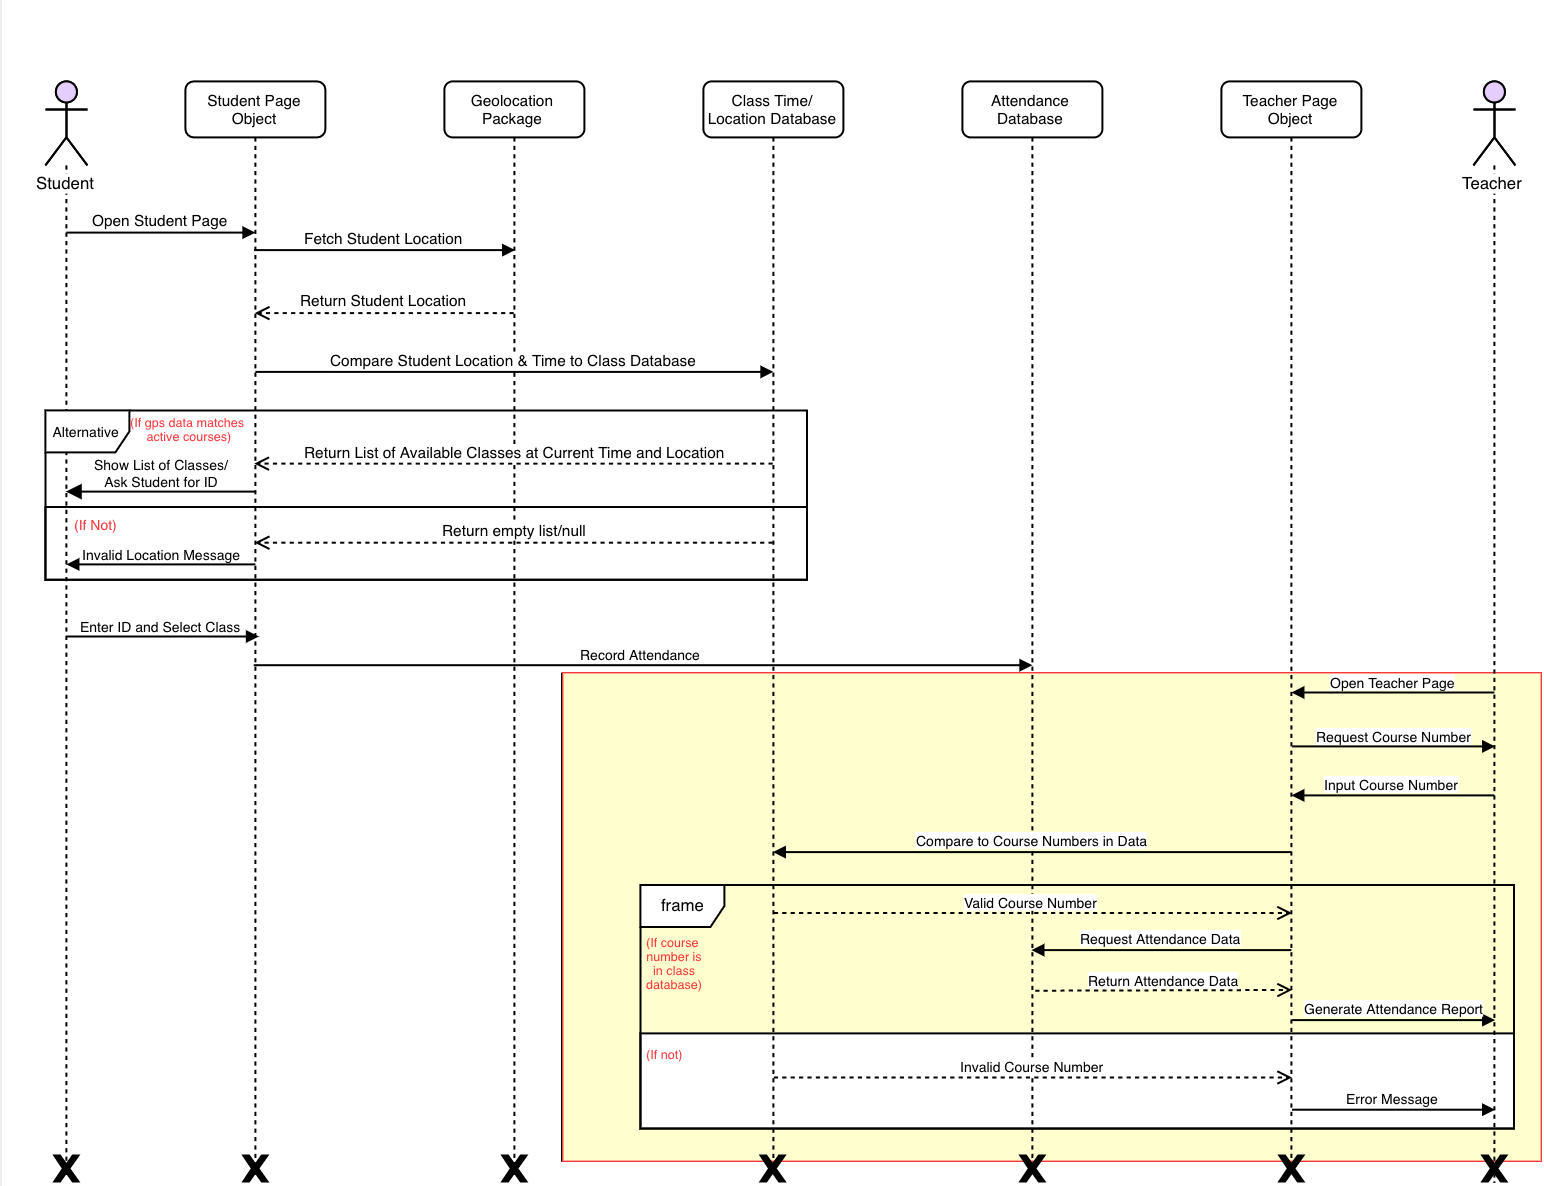 Student Page
Object
Geolocation
Package
Class Time/
Location Database
Attendance
Database
Teacher Page
Object
Student
Teacher
Open Student Page
Fetch Student Location
Return Student Location
Compare Student Location & Time to Class Database
Alternative
(If gps data matches
active courses)
Return List of Available Classes at Current Time and Location
Show List of Classes/
Ask Student for ID
(If Not)
Return empty list/null
Invalid Location Message
Enter ID and Select Class
Record Attendance
Open Teacher Page
Request Course Number
Input Course Number
Compare to Course Numbers in Data
frame
Valid Course Number
(If course
number is
in class
database)
Request Attendance Data
Return Attendance Data
Generate Attendance Report
(If not)
Invalid Course Number
Error Message
X X X X X X X